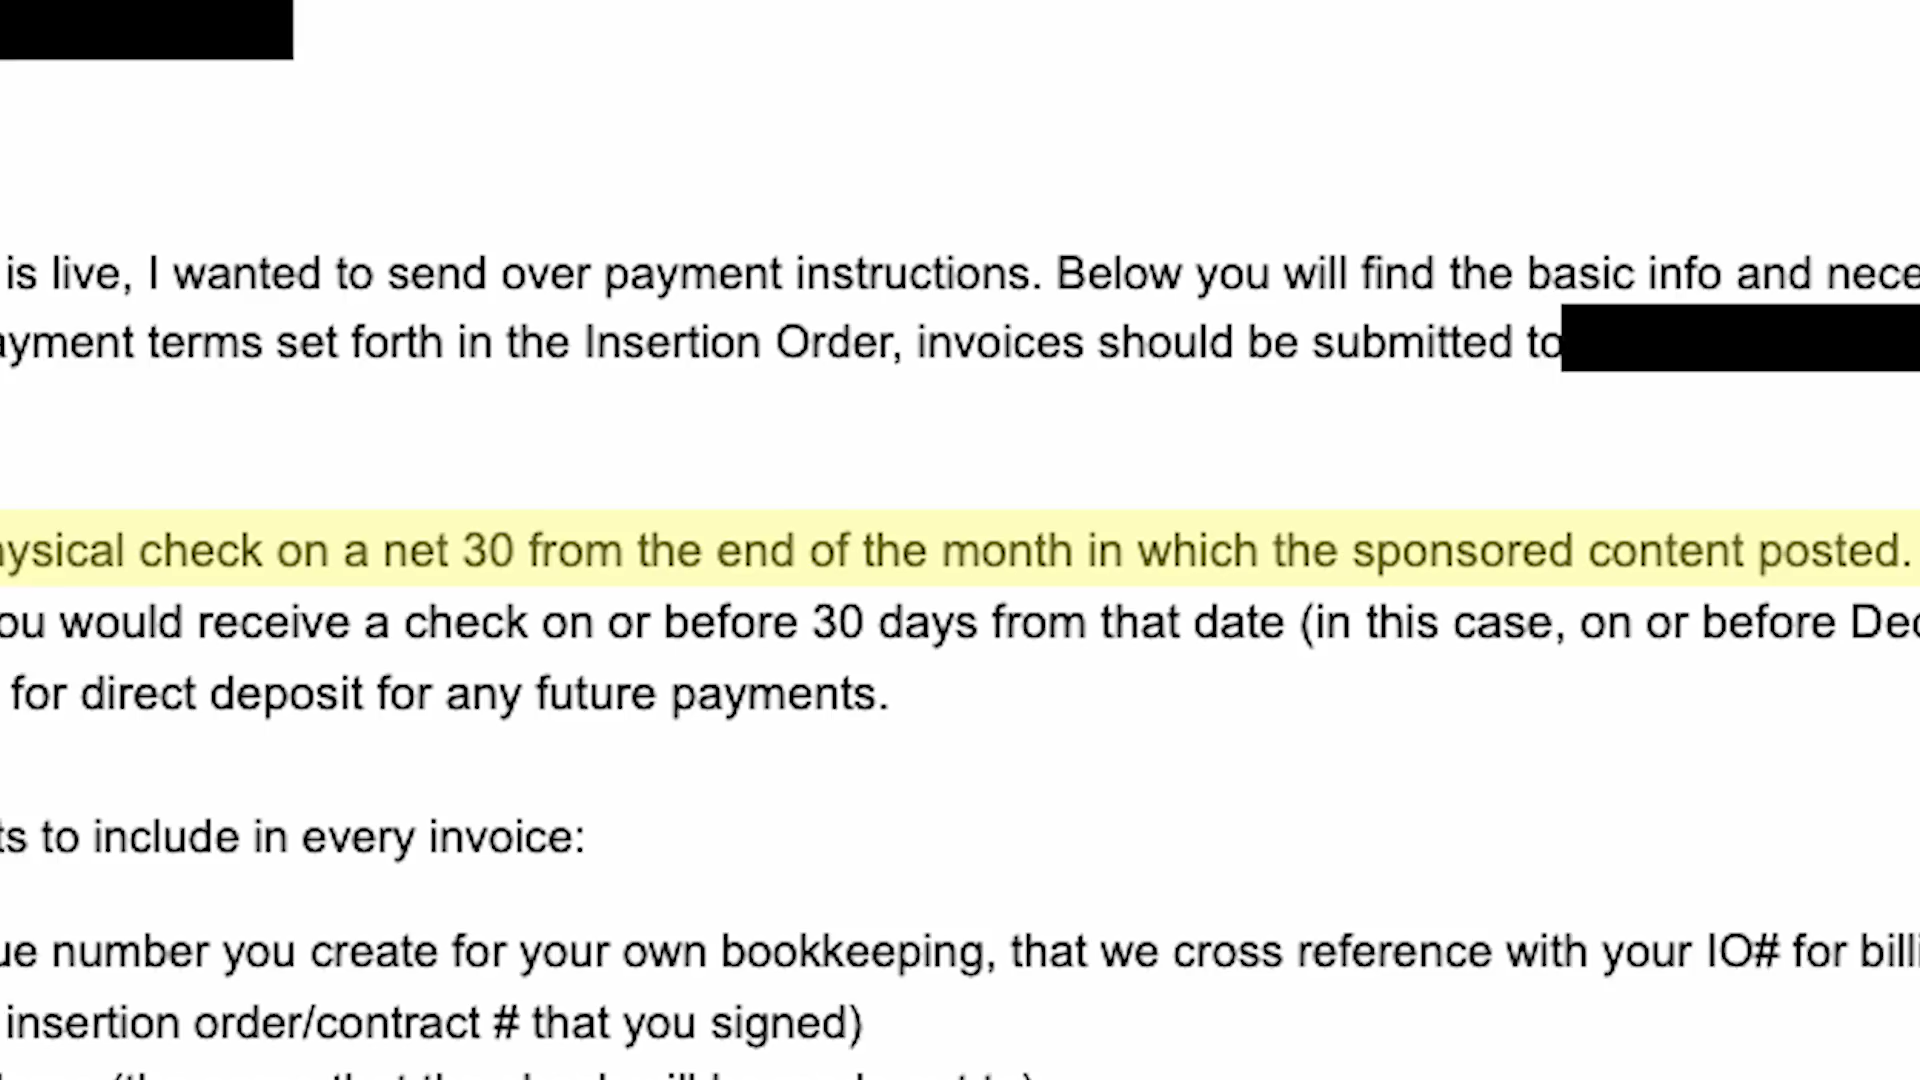 is live, I wanted to send over payment instructions. Below you will find the basic info and nece
ayment terms set forth in the Insertion Order, invoices should be submitted to
hysical check on a net 30 from the end of the month in which the sponsored content posted.
ou would receive a check on or before 30 days from that date (in this case, on or before Dec
for direct deposit for any future payments.
ts to include in every invoice:
ue number you create for your own bookkeeping, that we cross reference with your IO# for billi
insertion order/contract # that you signed)